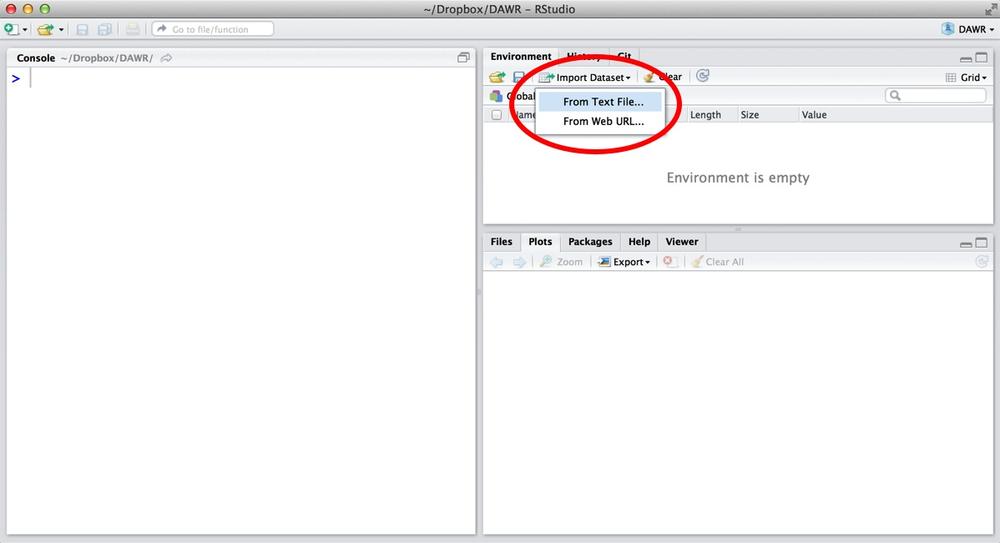 ~/Dropbox/DAWR – RStudio
Go to file/function
DAWR
Console ~/Dropbox/DAWR/
>
Environment History Git
Import Dataset Clear Grid
Global
From Text File...
From Web URL...
Name Length Size Value
Environment is empty
Files Plots Packages Help Viewer
Zoom Export Clear All